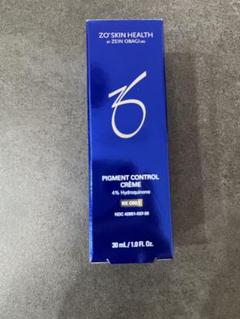 ZO® SKIN HEALTH
BY ZEIN OBAGI MD
PIGMENT CONTROL
CRÈME
4% Hydroquinone
RX ONLY
NDC
30 mL / 1.0 Fl. Oz.